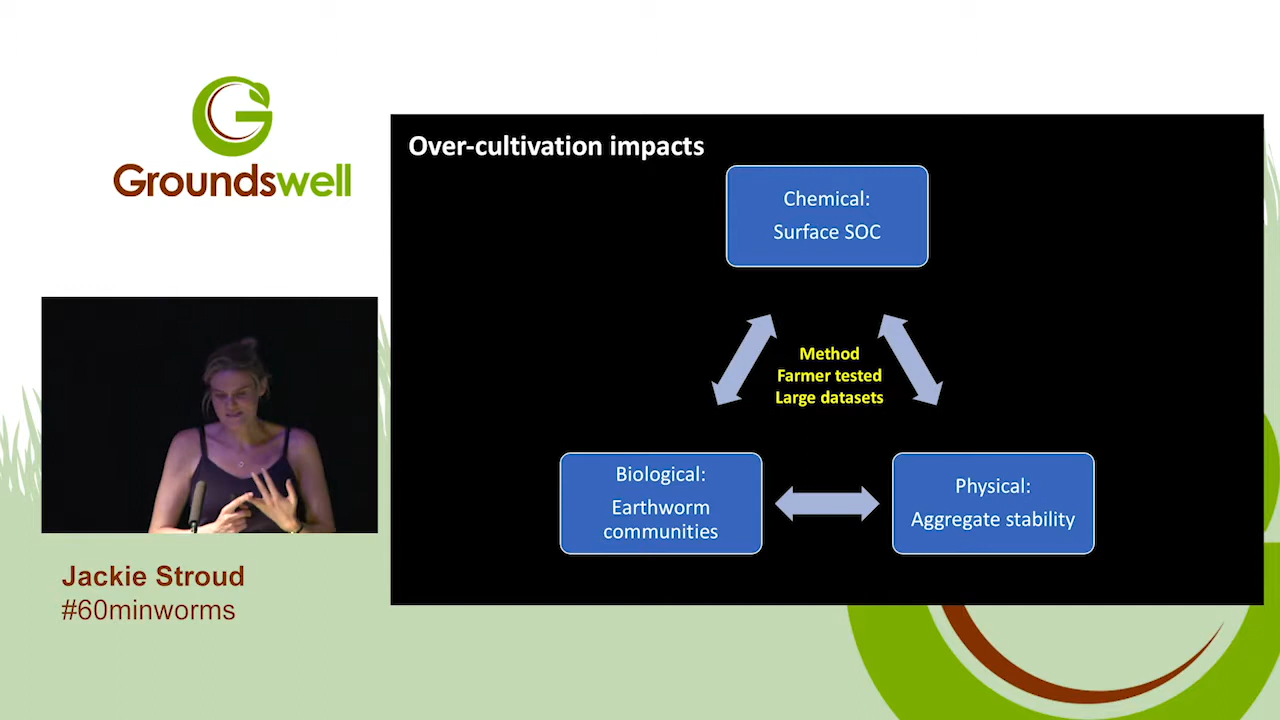 Groundswell
Over-cultivation impacts
Chemical:
Surface SOC
Method
Farmer tested
Large datasets
Biological:
Earthworm
communities
Physical:
Aggregate stability
Jackie Stroud
#60minworms